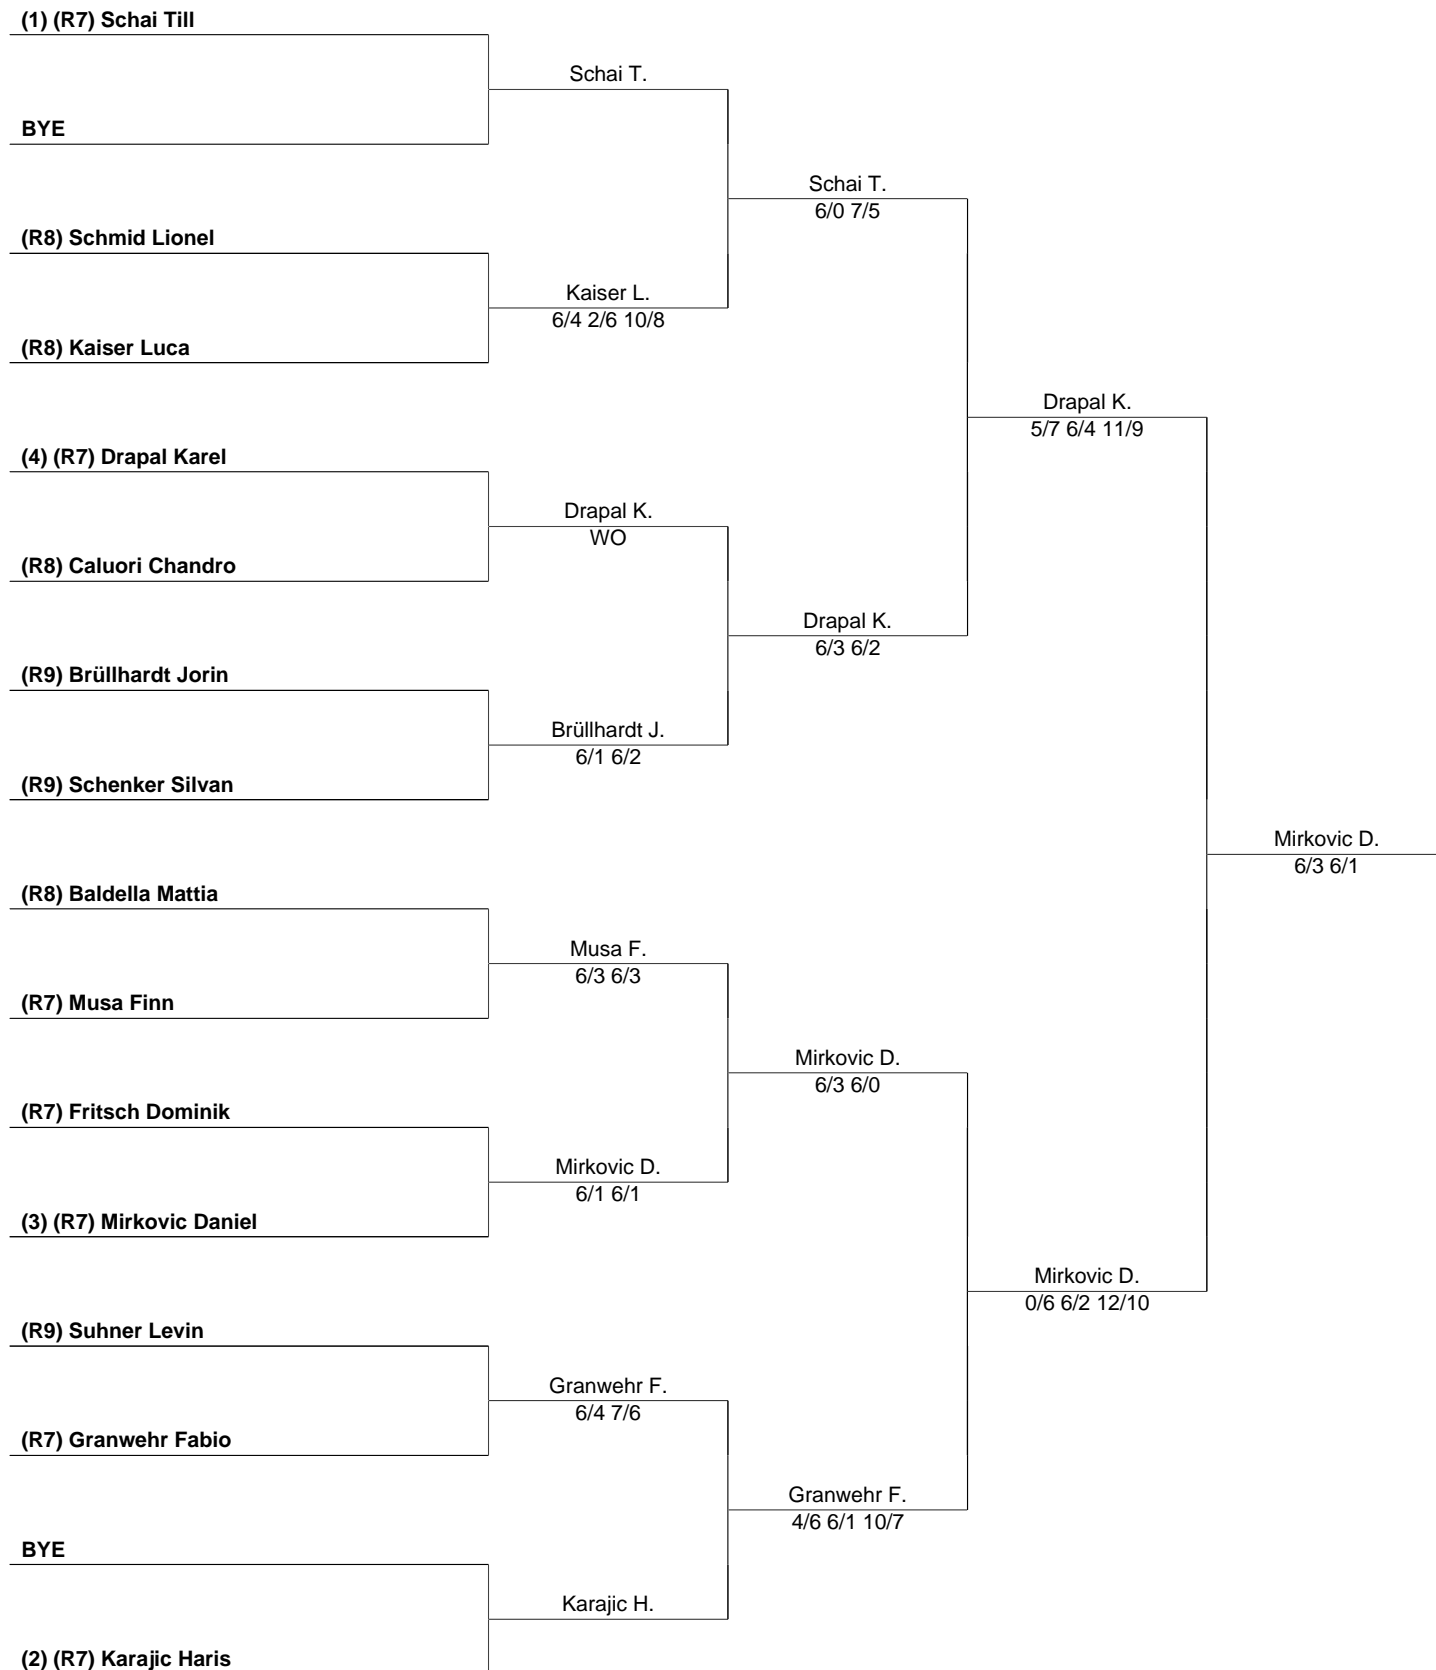 (1) (R7) Schai Till
Schai T.
BYE
Schai T.
6/0 7/5
(R8) Schmid Lionel
Kaiser L.
6/4 2/6 10/8
(R8) Kaiser Luca
Drapal K.
5/7 6/4 11/9
(4) (R7) Drapal Karel
Drapal K.
WO
(R8) Caluori Chandro
Drapal K.
6/3 6/2
(R9) Brüllhardt Jorin
Brüllhardt J.
6/1 6/2
(R9) Schenker Silvan
Mirkovic D.
6/3 6/1
(R8) Baldella Mattia
Musa F.
6/3 6/3
(R7) Musa Finn
Mirkovic D.
6/3 6/0
(R7) Fritsch Dominik
Mirkovic D.
6/1 6/1
(3) (R7) Mirkovic Daniel
Mirkovic D.
0/6 6/2 12/10
(R9) Suhner Levin
Granwehr F.
6/4 7/6
(R7) Granwehr Fabio
Granwehr F.
4/6 6/1 10/7
BYE
Karajic H.
(2) (R7) Karajic Haris